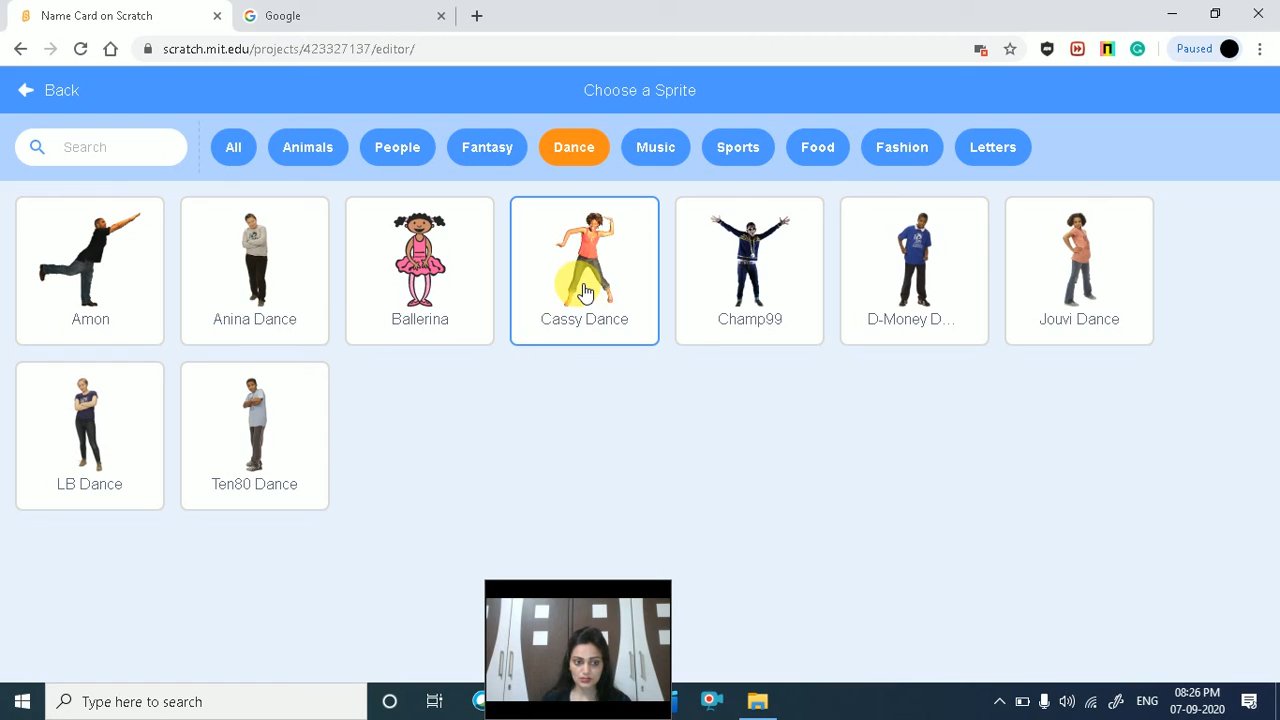 Name Card on Scratch
Google
scratch.mit.edu/projects/423327137/editor/
Paused
Back
Choose a Sprite
Search
All
Animals
People
Fantasy
Dance
Music
Sports
Food
Fashion
Letters
Amon
Anina Dance
Ballerina
Cassy Dance
Champ99
D-Money D...
Jouvi Dance
LB Dance
Ten80 Dance
Type here to search
ENG
08:26 PM
07-09-2020